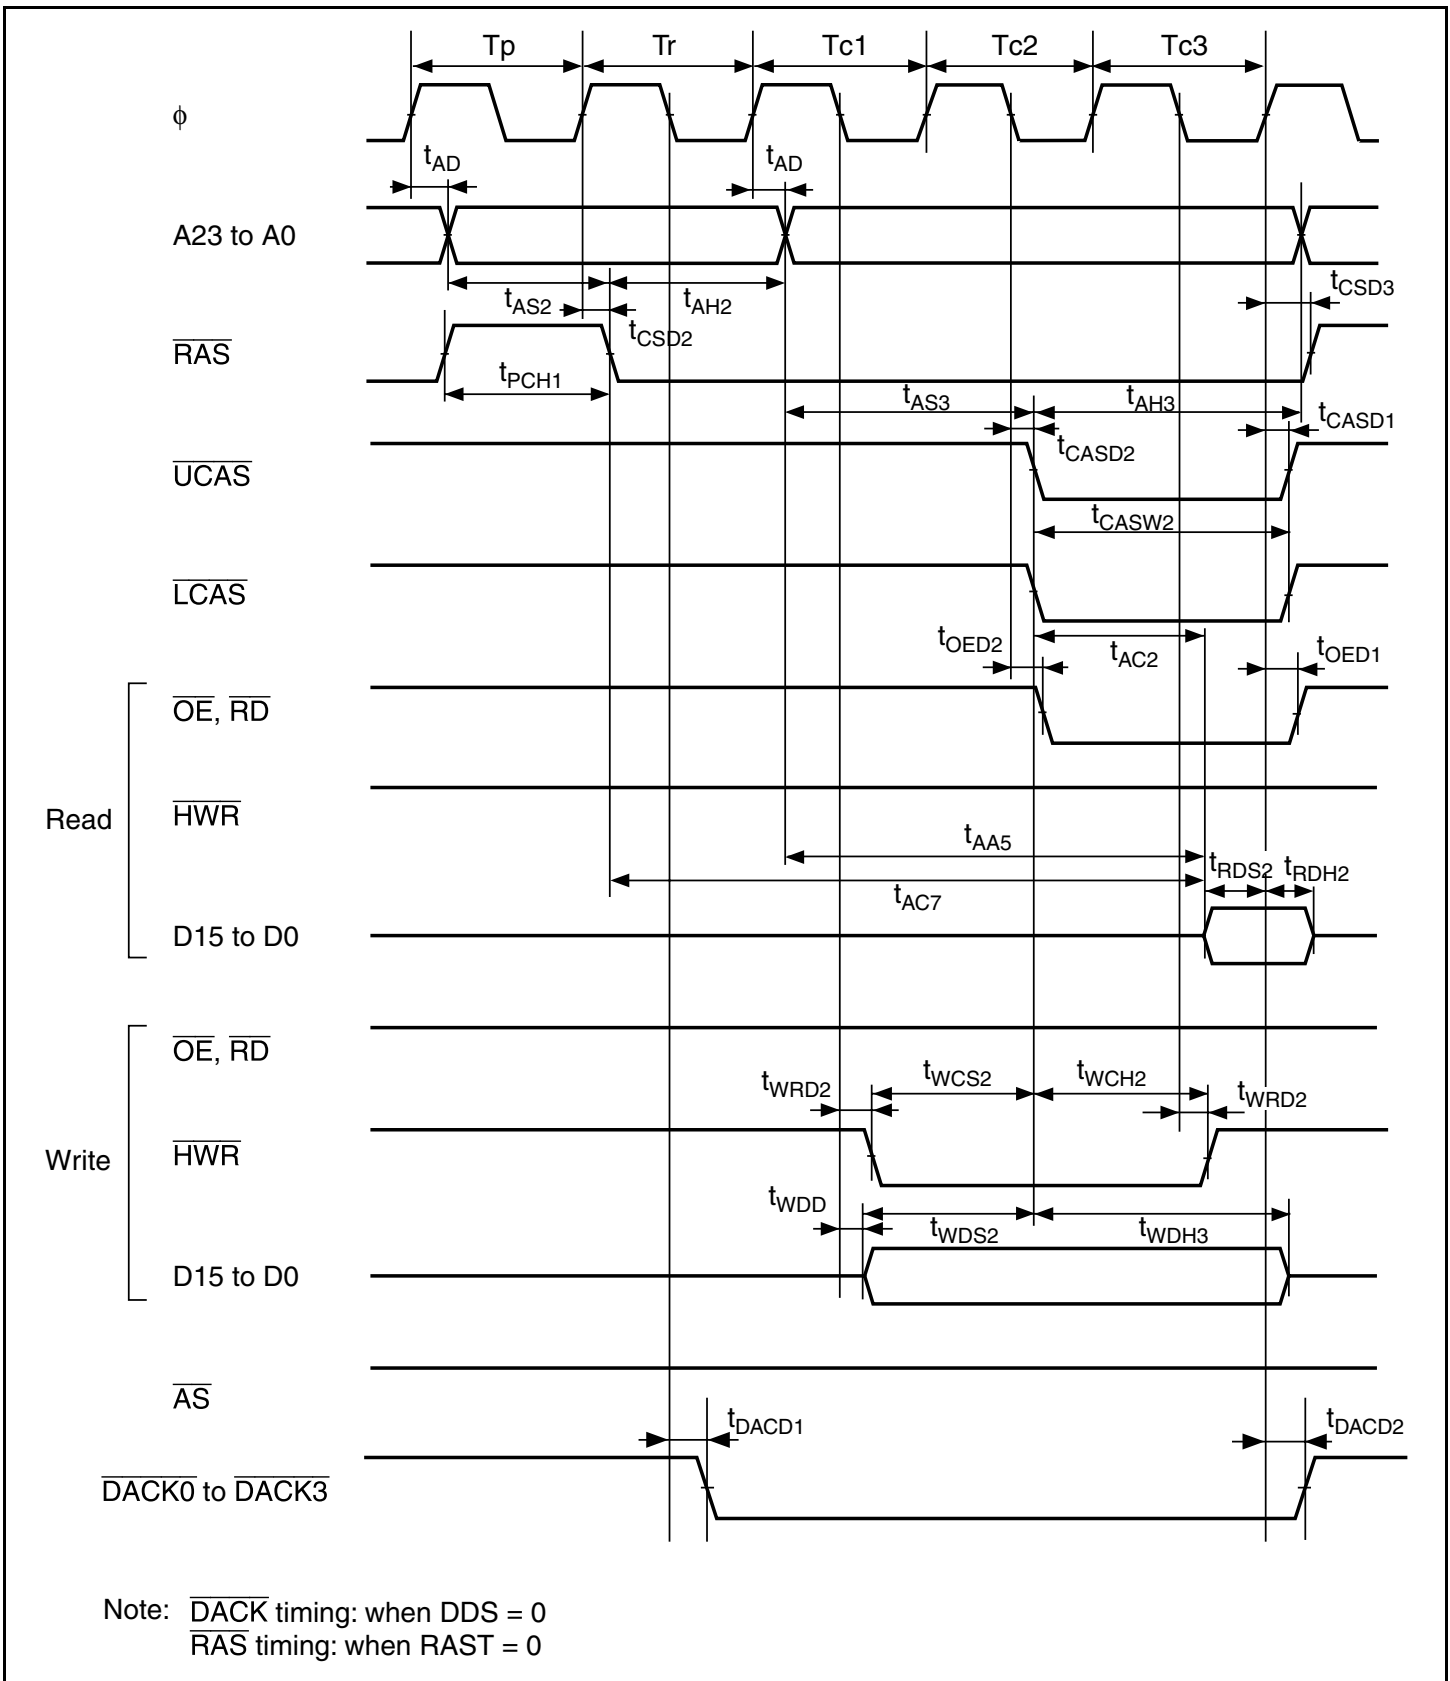 Tp Tr Tc1 Tc2 Tc3
ϕ
tAD tAD
A23 to A0
tAS2 tAH2 tCSD3
tCSD2
RAS
tPCH1
tAS3 tAH3
tCASD1
tCASD2
UCAS
tCASW2
LCAS
tOED2 tAC2 tOED1
OE, RD
Read
HWR
tAA5
tRDS2 tRDH2
tAC7
D15 to D0
OE, RD
tWRD2 tWCS2 tWCH2 tWRD2
Write
HWR
tWDD
tWDS2 tWDH3
D15 to D0
AS
tDACD1 tDACD2
DACK0 to DACK3
Note: DACK timing: when DDS = 0
RAS timing: when RAST = 0